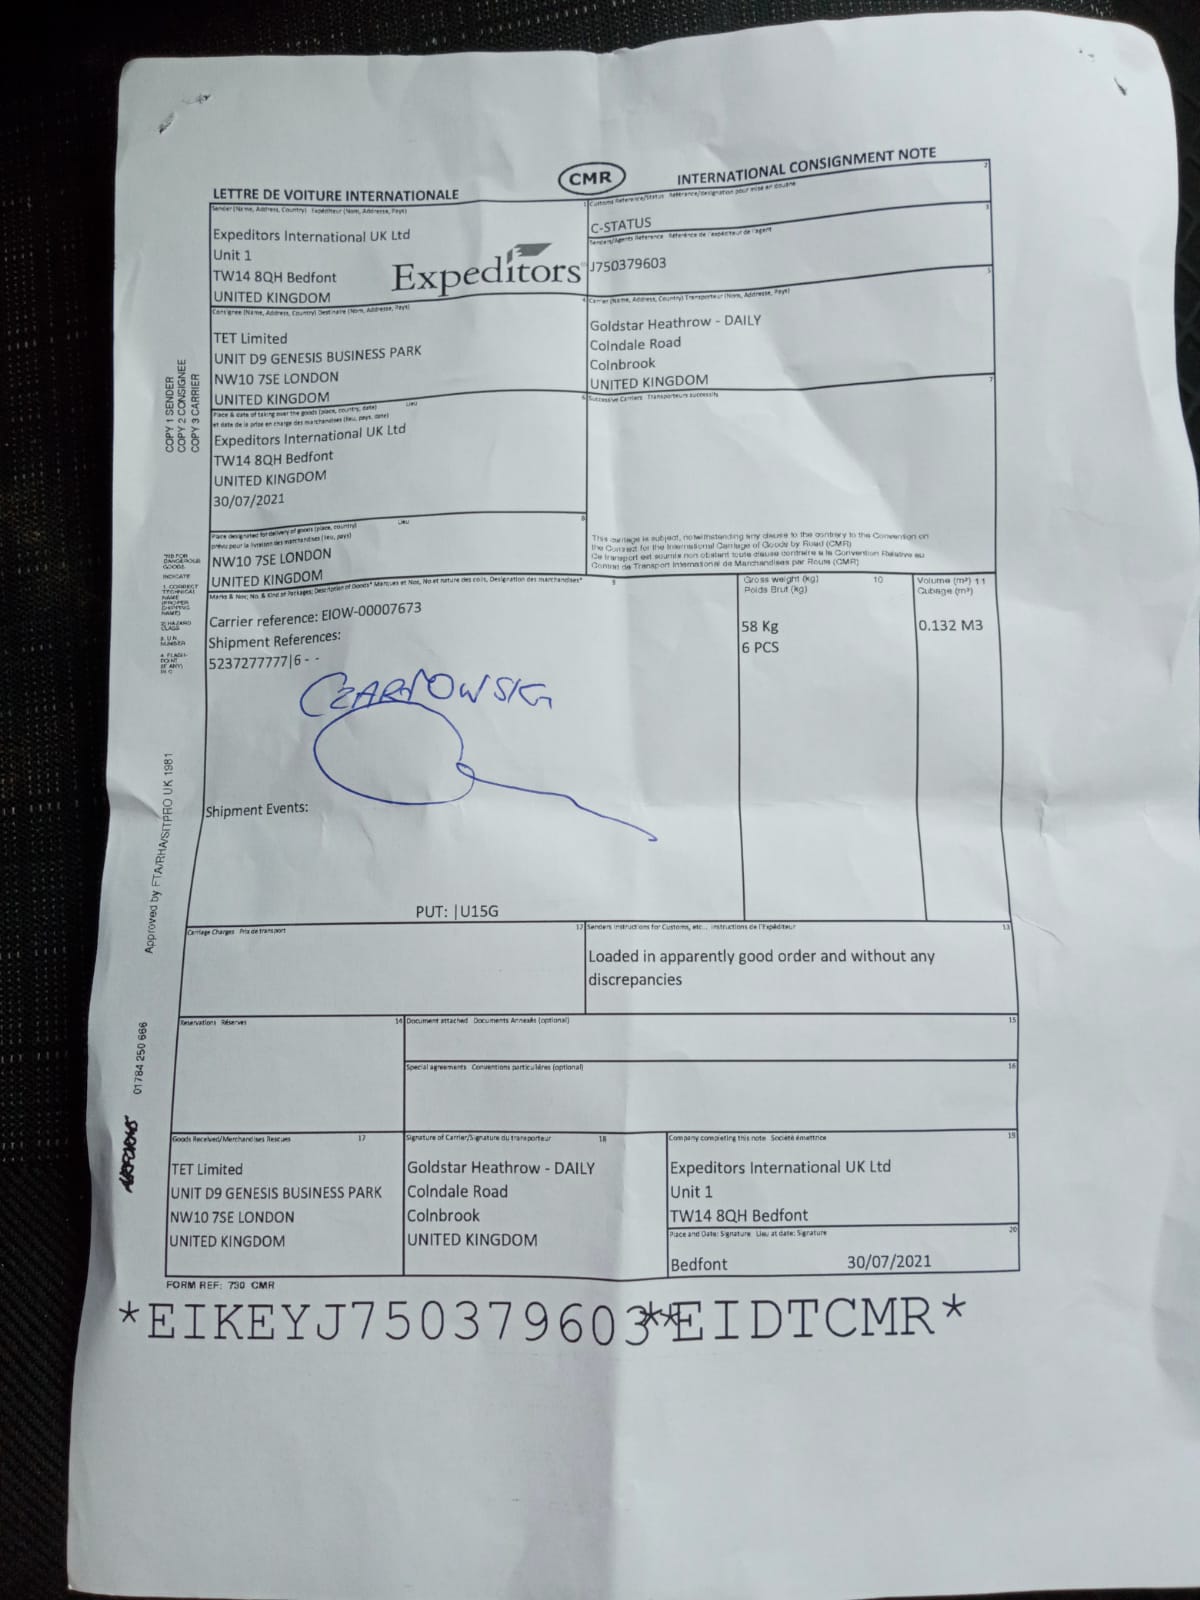 LETTRE DE VOITURE INTERNATIONALE
CMR
INTERNATIONAL CONSIGNMENT NOTE
Sender (Name, Address, Country) Expéditeur (Nom, Addresse, Pays)
1
Expeditors International UK Ltd
Unit 1
TW14 8QH Bedfont
UNITED KINGDOM
Expeditors
Customs Reference/Status Référence/designation pour mise en douane
2
C-STATUS
Senders/Agents Reference Référence de l'expéiteur de l'agent
3
J750379603
Consignee (Name, Address, Country) Destinaire (Nom, Addresse, Pays)
4
TET Limited
UNIT D9 GENESIS BUSINESS PARK
NW10 7SE LONDON
UNITED KINGDOM
Carrier (Name, Address, Country) Transporteur (Nom, Addresse, Pays)
5
Goldstar Heathrow - DAILY
Colndale Road
Colnbrook
UNITED KINGDOM
COPY 1 SENDER
COPY 2 CONSIGNEE
COPY 3 CARRIER
Place & date of taking over the goods (place, country, date) Lieu
et date de la prise en charge des marchandises (lieu, pays, date)
6
Expeditors International UK Ltd
TW14 8QH Bedfont
UNITED KINGDOM
30/07/2021
Successive Carriers Transporteurs successifs
7
Place designated for delivery of goods (place, country) Lieu
prévu pour la livraison des marchandises (lieu, pays)
8
NW10 7SE LONDON
UNITED KINGDOM
This carriage is subject, notwithstanding any clause to the contrary to the Convention on
the Contract for the International Carriage of Goods by Road (CMR)
Ce transport est soumis non obstant toute clause contraire a la Convention Relative au
Contrat de Transport International de Marchandises par Route (CMR)
Marks & Nos; No. & Kind of Packages; Description of Goods* Marques et Nos, No et nature des colis, Designation des marchandises*
9
Gross weight (kg) 10
Poids Brut (kg)
Volume (m³) 11
Cubage (m³)
Carrier reference: EIOW-00007673
Shipment References:
5237277777|6 - -
58 Kg
6 PCS
0.132 M3
CZARNOWSKI
Shipment Events:
PUT: |U15G
Approved by FTA/RHA/SITPRO UK 1981
Carriage Charges Prix de transport
12
Senders Instructions for Customs, etc... Instructions de l'Expéditeur
13
Loaded in apparently good order and without any
discrepancies
Reservations Réserves
14
Document attached Documents Annexés (optional)
15
Special agreements Conventions particuliéres (optional)
16
01784 250 666
AIRFORMS
Goods Received/Merchandises Rescues 17
TET Limited
UNIT D9 GENESIS BUSINESS PARK
NW10 7SE LONDON
UNITED KINGDOM
Signature of Carrier/Signature du transporteur 18
Goldstar Heathrow - DAILY
Colndale Road
Colnbrook
UNITED KINGDOM
Company completing this note Société émettrice
19
Expeditors International UK Ltd
Unit 1
TW14 8QH Bedfont
Place and Date; Signature Lieu at date; Signature
20
Bedfont 30/07/2021
FORM REF: 730 CMR
*EIKEYJ750379603**EIDTCMR*